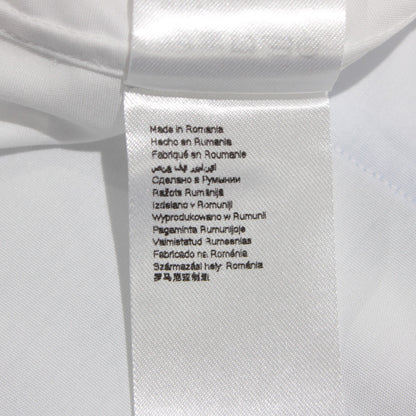 Made in Romania
Hecho en Rumania
Fabriqué en Roumanie
Сделано в Румынии
Ražots Rumānijā
Izdelano v Romuniji
Wyprodukowano w Rumunii
Pagaminta Rumunijoje
Valmistatud Rumeenias
Fabricado na Roménia
Származási hely: Románia
罗马尼亚制造